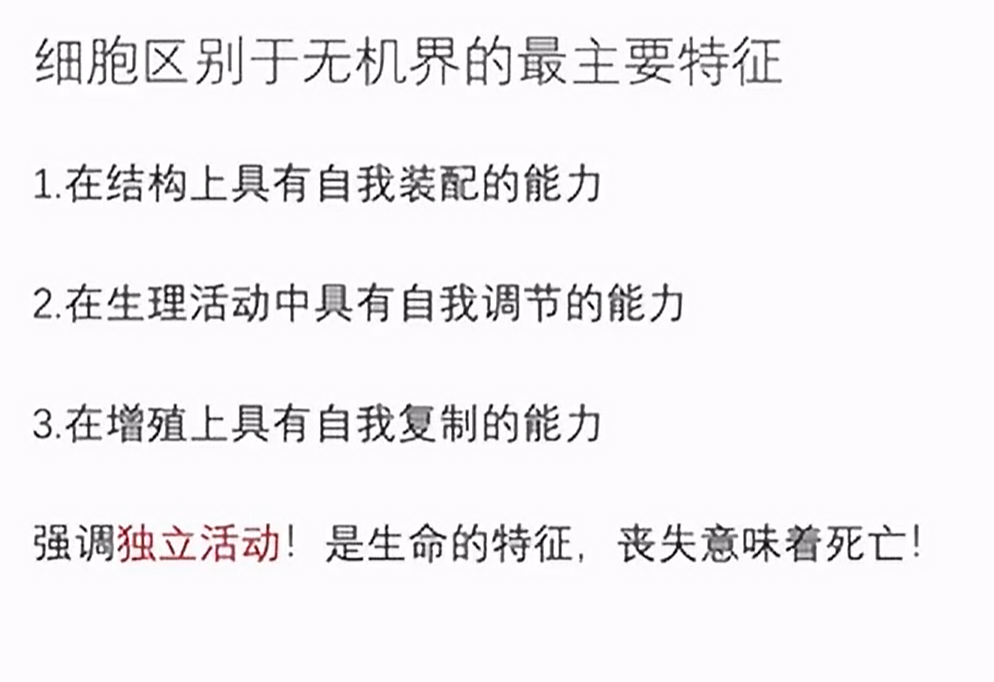 细胞区别于无机界的最主要特征
1.在结构上具有自我装配的能力
2.在生理活动中具有自我调节的能力
3.在增殖上具有自我复制的能力
强调独立活动！是生命的特征，丧失意味着死亡！